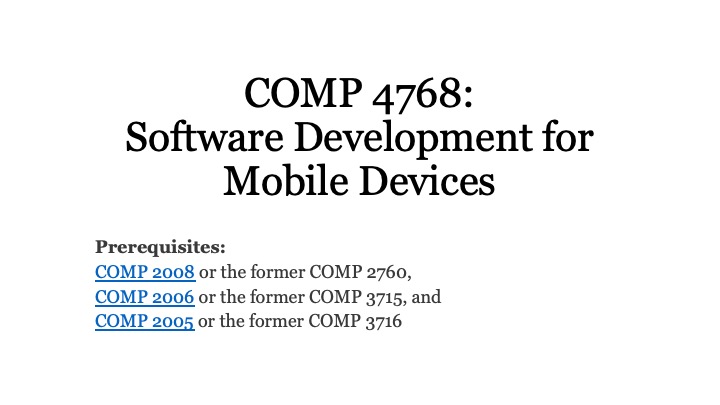 COMP 4768:
Software Development for
Mobile Devices
Prerequisites:
COMP 2008 or the former COMP 2760,
COMP 2006 or the former COMP 3715, and
COMP 2005 or the former COMP 3716